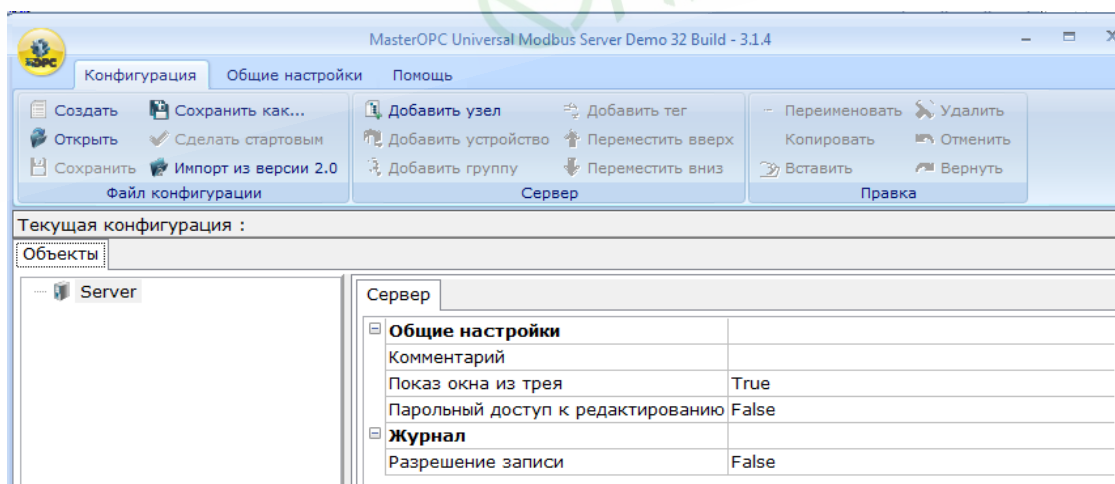 MasterOPC Universal Modbus Server Demo 32 Build - 3.1.4
Конфигурация Общие настройки Помощь
Создать Сохранить как... Добавить узел Добавить тег Переименовать Удалить
Открыть Сделать стартовым Добавить устройство Переместить вверх Копировать Отменить
Сохранить Импорт из версии 2.0 Добавить группу Переместить вниз Вставить Вернуть
Файл конфигурации Сервер Правка
Текущая конфигурация :
Объекты
Server
Сервер
Общие настройки
Комментарий
Показ окна из трея True
Парольный доступ к редактированию False
Журнал
Разрешение записи False